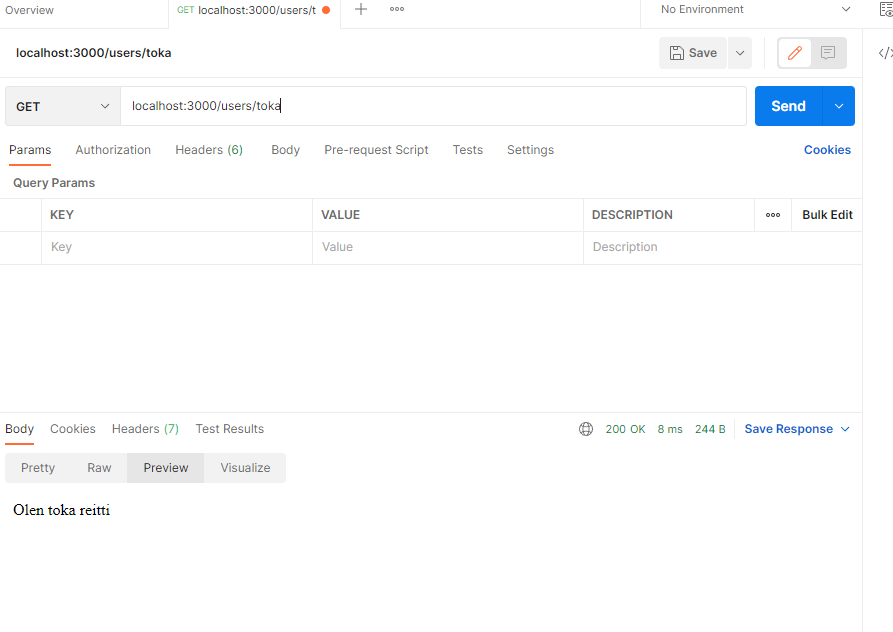 Overview GET localhost:3000/users/t No Environment
localhost:3000/users/toka Save
GET localhost:3000/users/toka Send
Params Authorization Headers (6) Body Pre-request Script Tests Settings Cookies
Query Params
KEY VALUE DESCRIPTION Bulk Edit
Key Value Description
Body Cookies Headers (7) Test Results 200 OK 8 ms 244 B Save Response
Pretty Raw Preview Visualize
Olen toka reitti